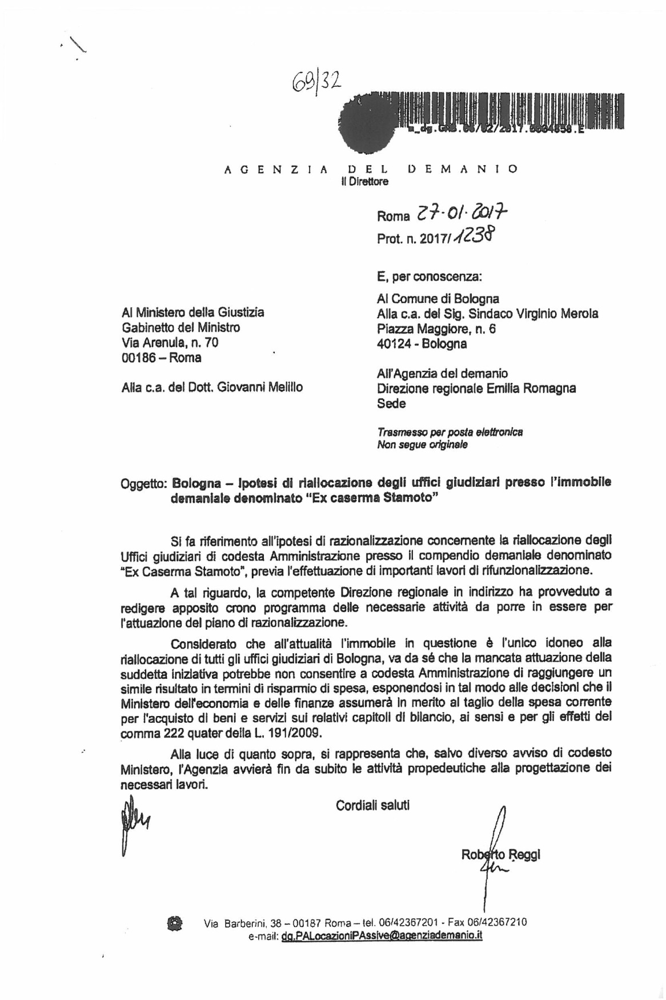 69/32
AGENZIA DEL DEMANIO
Il Direttore
Roma 27.01.2017
Prot. n. 2017/1238
E, per conoscenza:
Al Comune di Bologna
Alla c.a. del Sig. Sindaco Virginio Merola
Piazza Maggiore, n. 6
40124 - Bologna
Al Ministero della Giustizia
Gabinetto del Ministro
Via Arenula, n. 70
00186 – Roma
All'Agenzia del demanio
Direzione regionale Emilia Romagna
Sede
Alla c.a. del Dott. Giovanni Melillo
Trasmesso per posta elettronica
Non segue originale
Oggetto: Bologna – Ipotesi di riallocazione degli uffici giudiziari presso l'immobile
demaniale denominato “Ex caserma Stamoto”
Si fa riferimento all'ipotesi di razionalizzazione concernente la riallocazione degli
Uffici giudiziari di codesta Amministrazione presso il compendio demaniale denominato
“Ex Caserma Stamoto”, previa l'effettuazione di importanti lavori di rifunzionalizzazione.
A tal riguardo, la competente Direzione regionale in indirizzo ha provveduto a
redigere apposito crono programma delle necessarie attività da porre in essere per
l'attuazione del piano di razionalizzazione.
Considerato che all'attualità l'immobile in questione è l'unico idoneo alla
riallocazione di tutti gli uffici giudiziari di Bologna, va da sé che la mancata attuazione della
suddetta iniziativa potrebbe non consentire a codesta Amministrazione di raggiungere un
simile risultato in termini di risparmio di spesa, esponendosi in tal modo alle decisioni che il
Ministero dell'economia e delle finanze assumerà in merito al taglio della spesa corrente
per l'acquisto di beni e servizi sui relativi capitoli di bilancio, ai sensi e per gli effetti del
comma 222 quater della L. 191/2009.
Alla luce di quanto sopra, si rappresenta che, salvo diverso avviso di codesto
Ministero, l'Agenzia avvierà fin da subito le attività propedeutiche alla progettazione dei
necessari lavori.
Cordiali saluti
Roberto Reggi
Via Barberini, 38 – 00187 Roma – tel. 06/42367201 - Fax 06/42367210
e-mail: dg.PALocazioniPAssive@agenziademanio.it